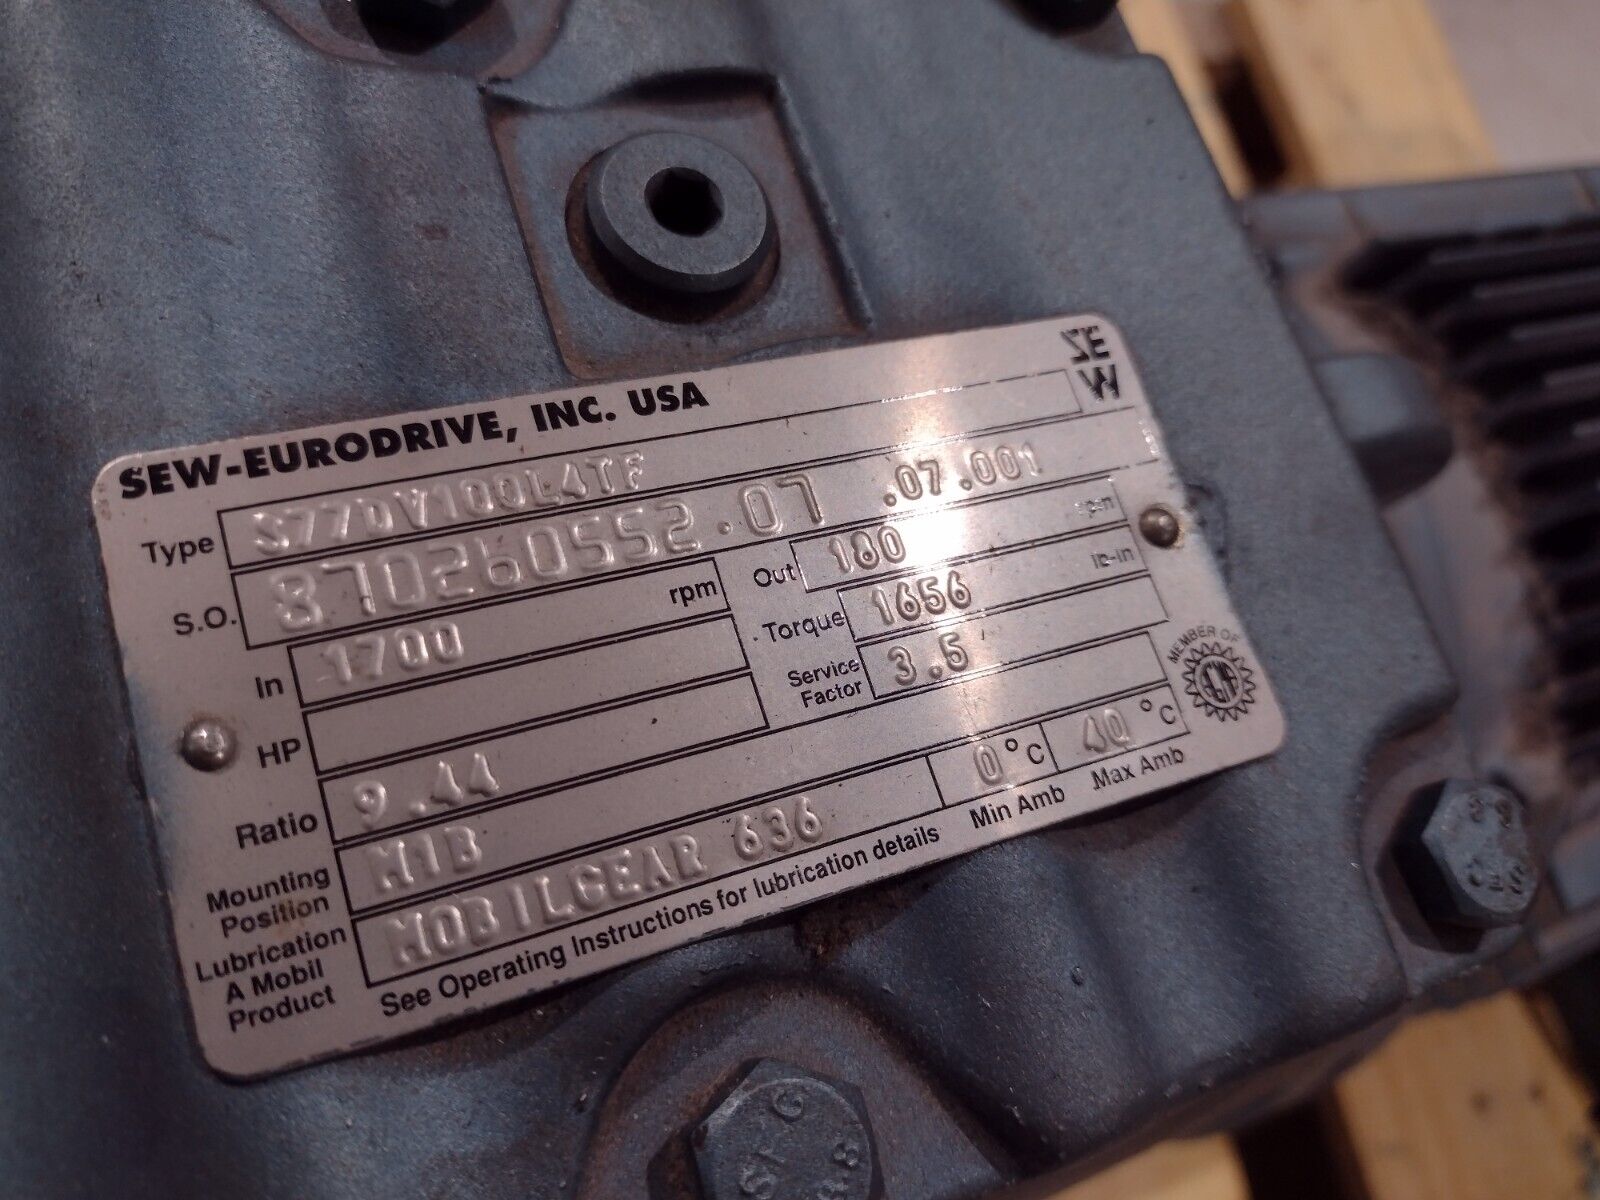 SEW-EURODRIVE, INC. USA
SEW
Type S77DV100L4TF
S.O. 870260552.07 .07.001
In 1700 rpm Out 180 rpm
HP Torque 1656 lb-in
Service Factor 3.5
Ratio 9.44
Mounting Position M1B
Lubrication A Mobil Product MOBILGEAR 636
0 °C Min Amb 40 °C Max Amb
See Operating Instructions for lubrication details
MEMBER OF
8.8